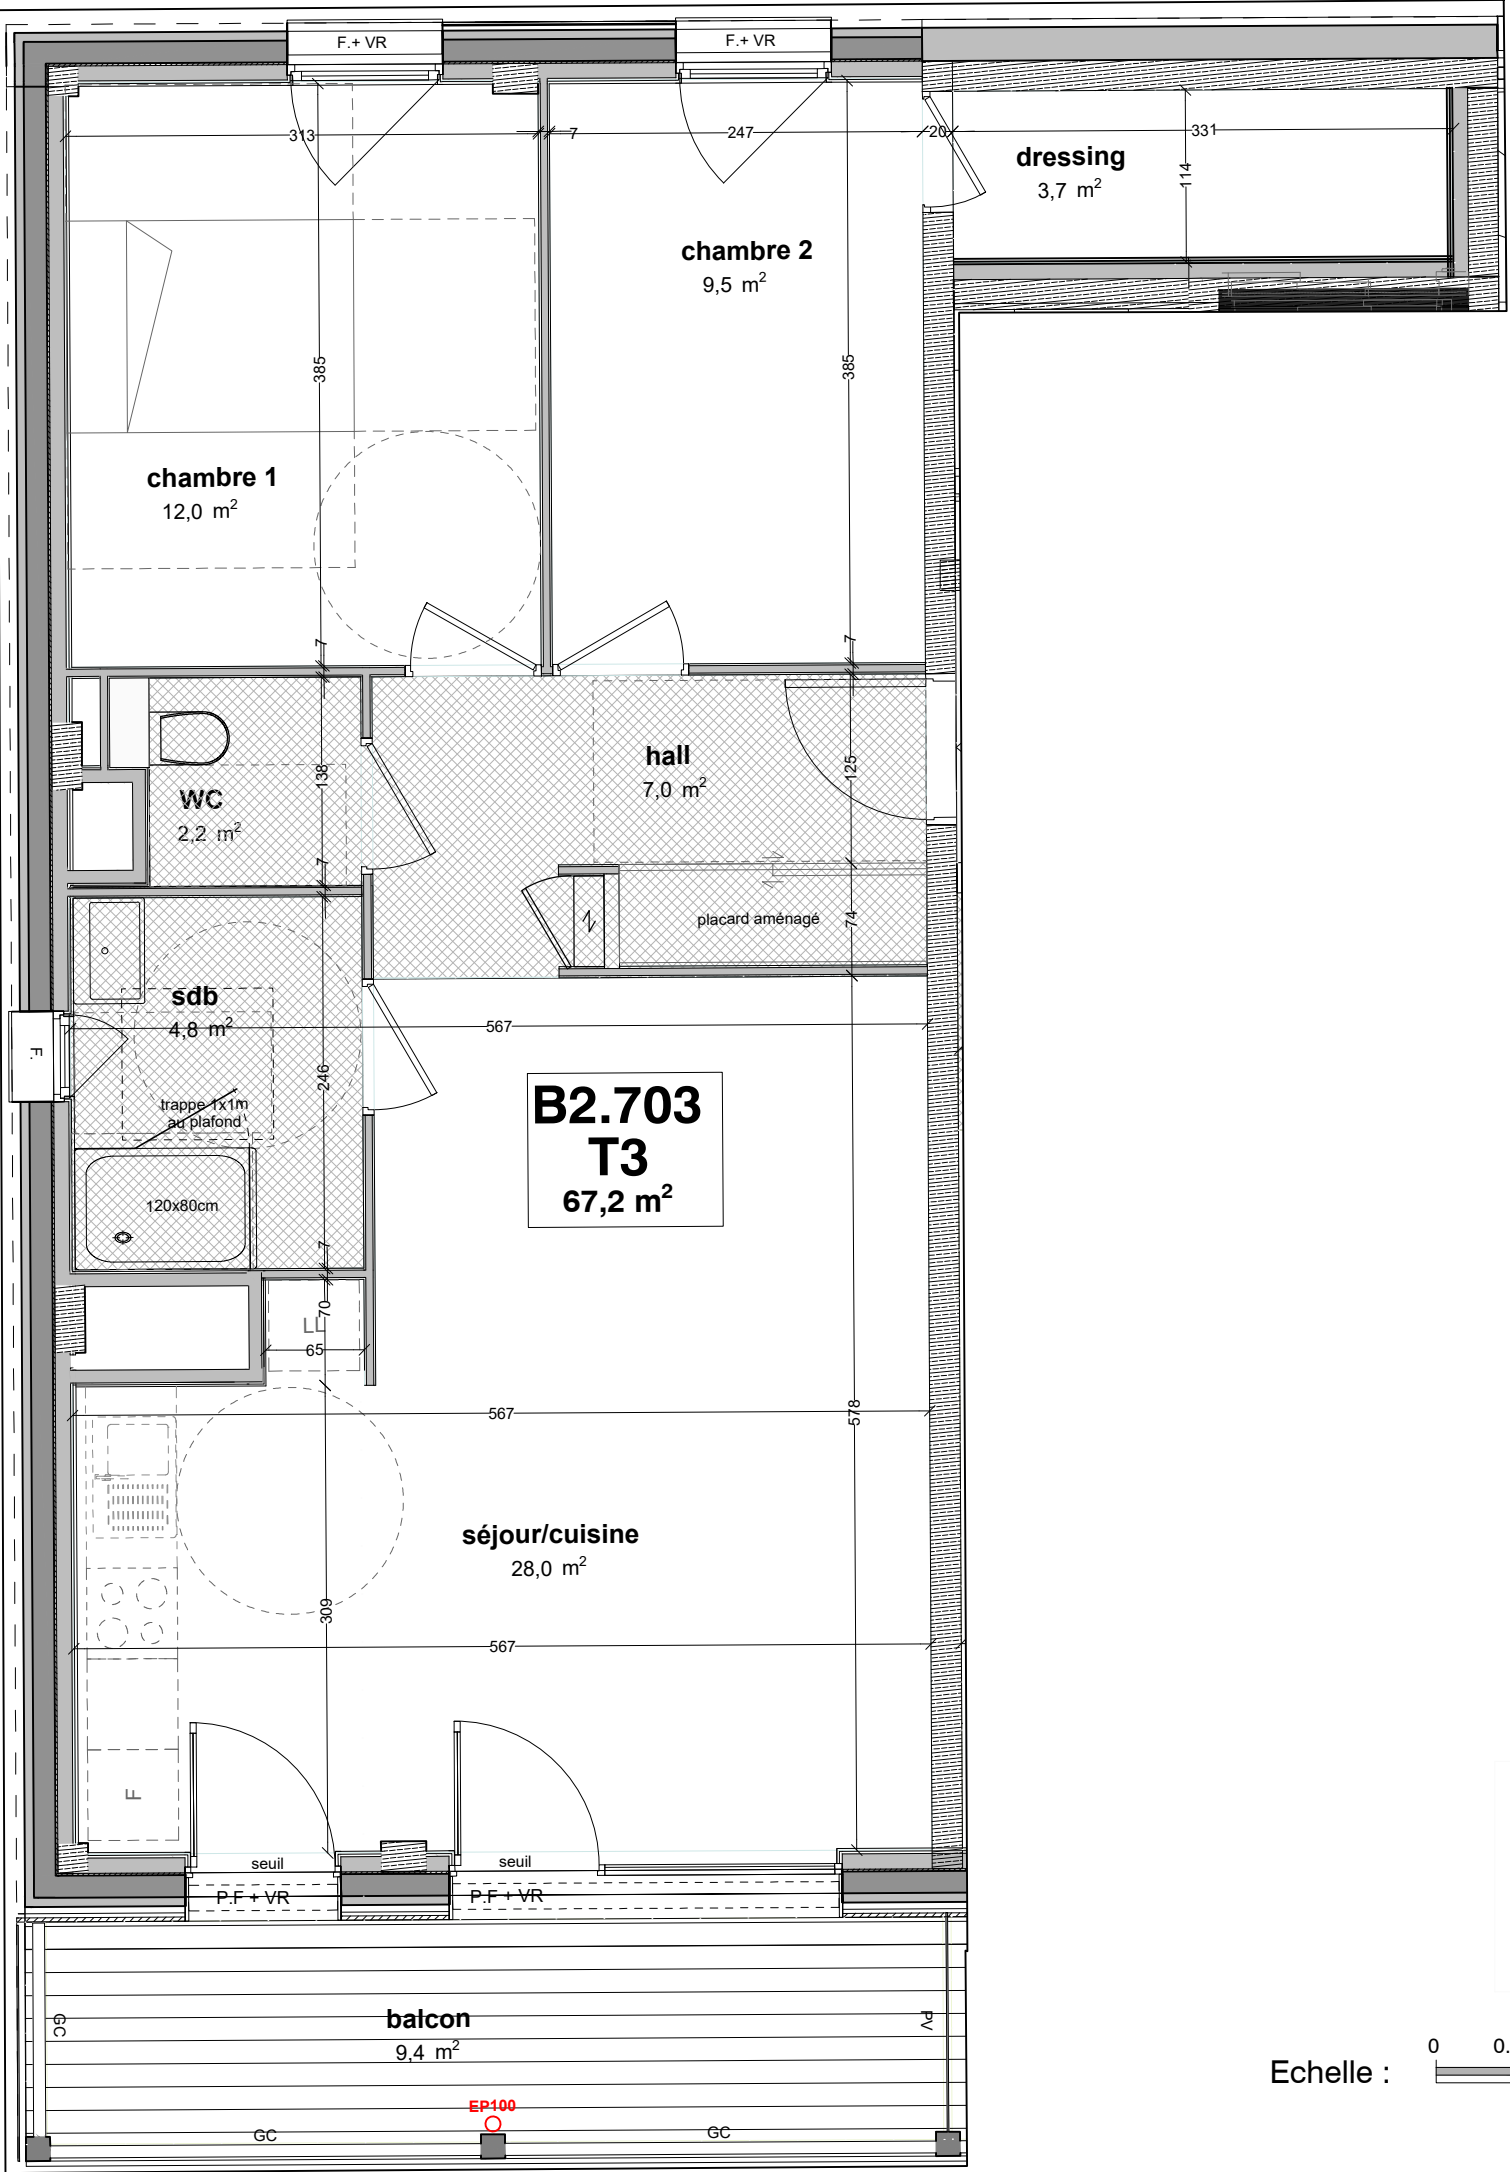 F.+ VR
F.+ VR
313
7
247
20
331
dressing
3,7 m²
114
chambre 2
9,5 m²
385
385
chambre 1
12,0 m²
7
7
hall
7,0 m²
125
138
WC
2,2 m²
7
placard aménagé
74
sdb
4,8 m²
567
F.
246
trappe 1x1m
au plafond
B2.703
T3
67,2 m²
120x80cm
7
70
LL
65
567
578
séjour/cuisine
28,0 m²
309
567
F
seuil
seuil
P.F + VR
P.F + VR
GC
balcon
9,4 m²
PV
EP100
GC
GC
Echelle :
0
0.